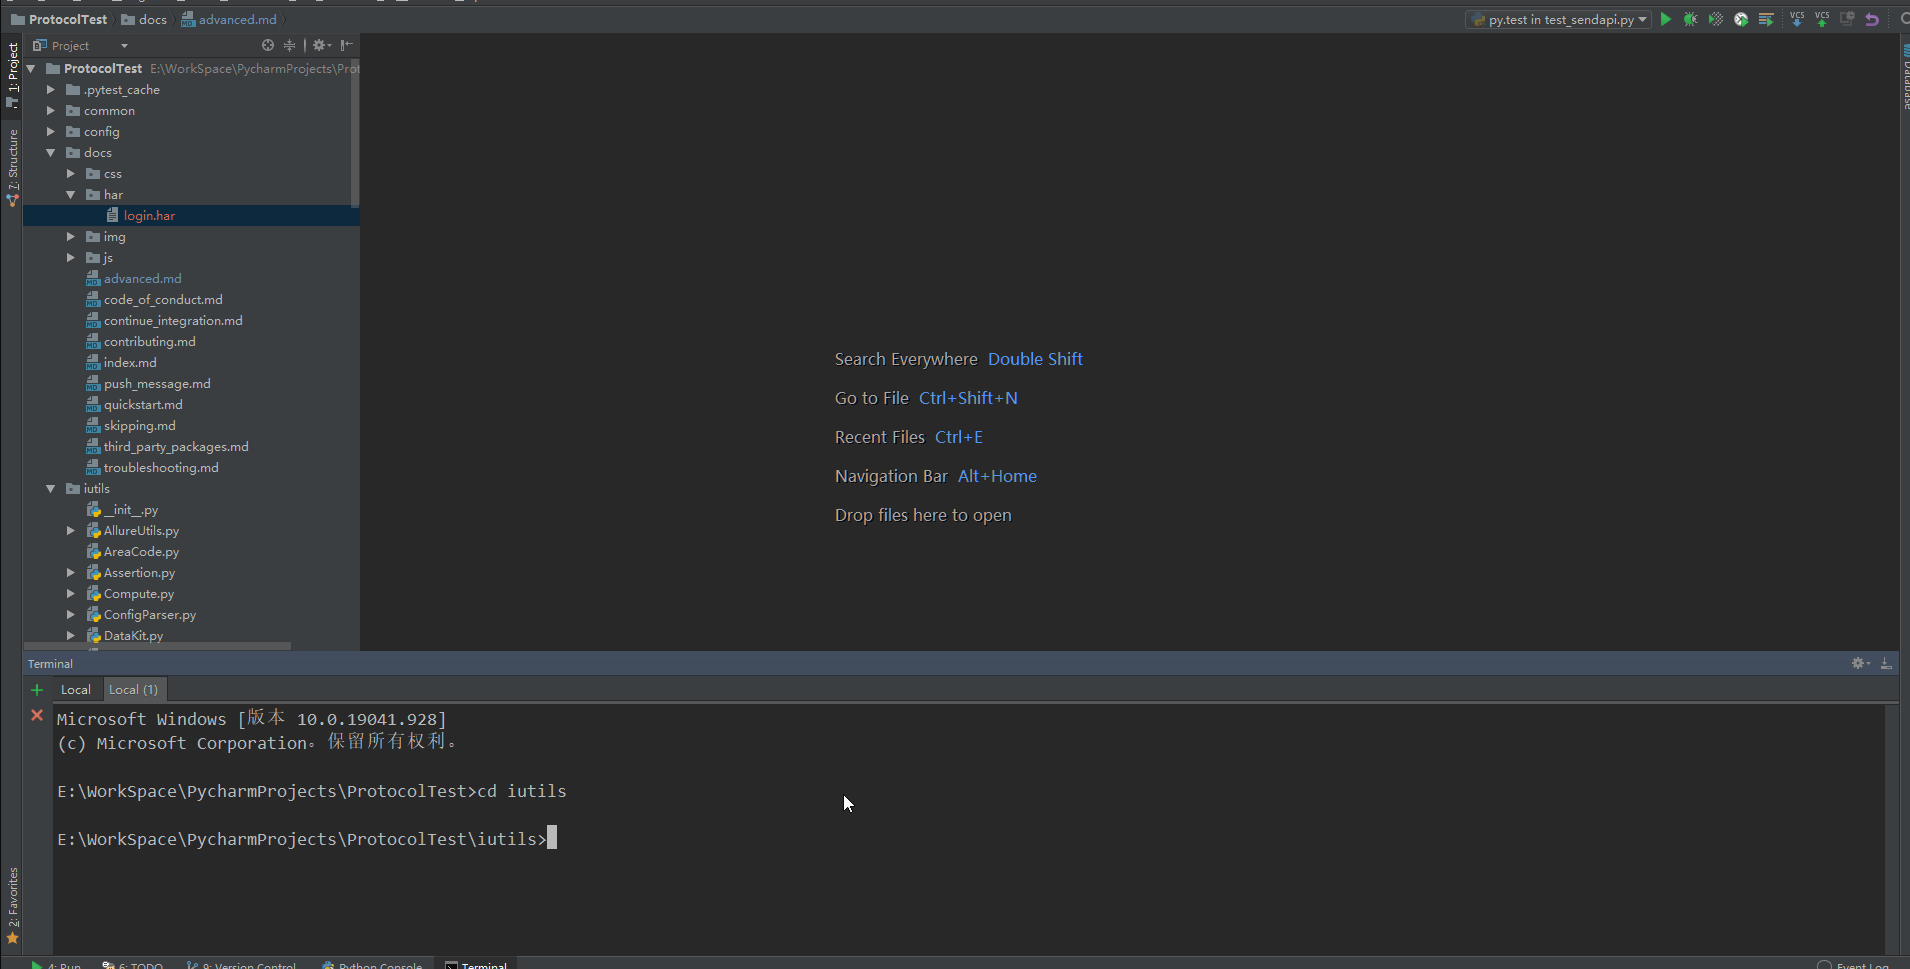 ProtocolTest docs advanced.md
py.test in test_sendapi.py
VCS VCS
1: Project
7: Structure
2: Favorites
Database
Project
ProtocolTest E:\WorkSpace\PycharmProjects\Prot
.pytest_cache
common
config
docs
css
har
login.har
img
js
advanced.md
code_of_conduct.md
continue_integration.md
contributing.md
index.md
push_message.md
quickstart.md
skipping.md
third_party_packages.md
troubleshooting.md
iutils
__init__.py
AllureUtils.py
AreaCode.py
Assertion.py
Compute.py
ConfigParser.py
DataKit.py
Search Everywhere Double Shift
Go to File Ctrl+Shift+N
Recent Files Ctrl+E
Navigation Bar Alt+Home
Drop files here to open
Terminal
Local Local (1)
Microsoft Windows [版本 10.0.19041.928]
(c) Microsoft Corporation。保留所有权利。
E:\WorkSpace\PycharmProjects\ProtocolTest>cd iutils
E:\WorkSpace\PycharmProjects\ProtocolTest\iutils>
4: Run 6: TODO 9: Version Control Python Console Terminal Event Log